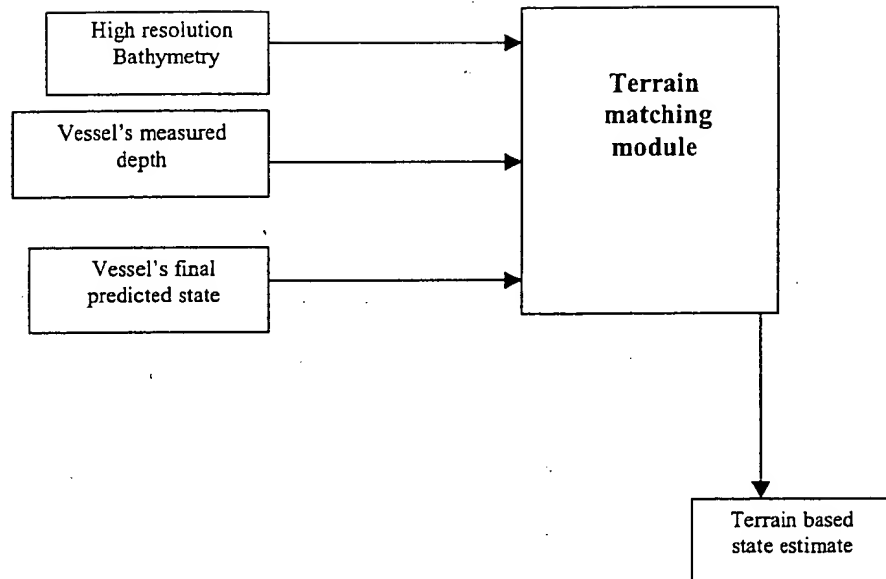 High resolution
Bathymetry
Vessel's measured
depth
Vessel's final
predicted state
Terrain
matching
module
Terrain based
state estimate